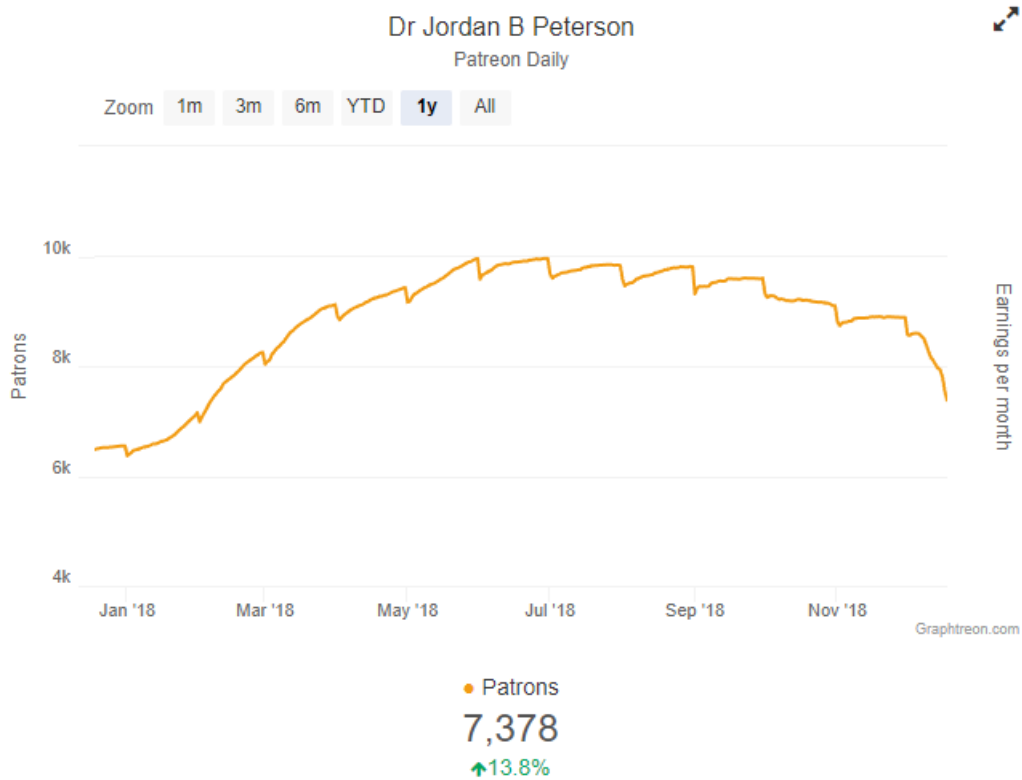 Dr Jordan B Peterson
Patreon Daily
Zoom 1m 3m 6m YTD 1y All
10k
8k
6k
4k
Patrons
Earnings per month
Jan '18 Mar '18 May '18 Jul '18 Sep '18 Nov '18
Graphtreon.com
Patrons
7,378
13.8%